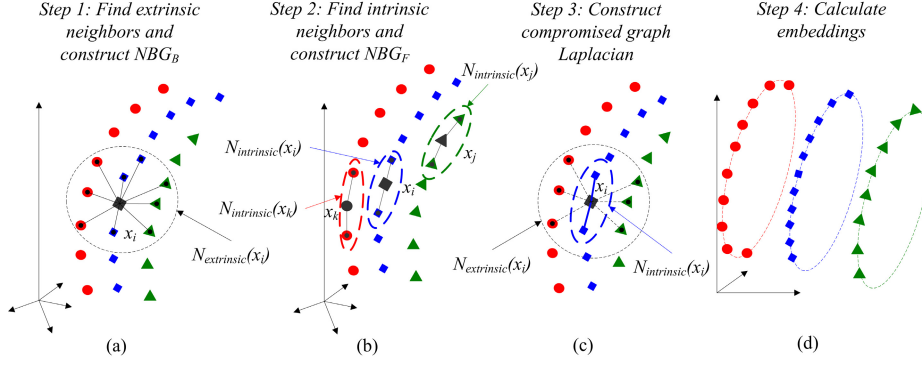 Step 1: Find extrinsic
neighbors and
construct NBG_B
Step 2: Find intrinsic
neighbors and
construct NBG_F
Step 3: Construct
compromised graph
Laplacian
Step 4: Calculate
embeddings
x_i
N_extrinsic(x_i)
(a)
N_intrinsic(x_j)
N_intrinsic(x_i)
x_j
x_i
N_intrinsic(x_k)
x_k
(b)
x_i
N_extrinsic(x_i)
N_intrinsic(x_i)
(c)
(d)